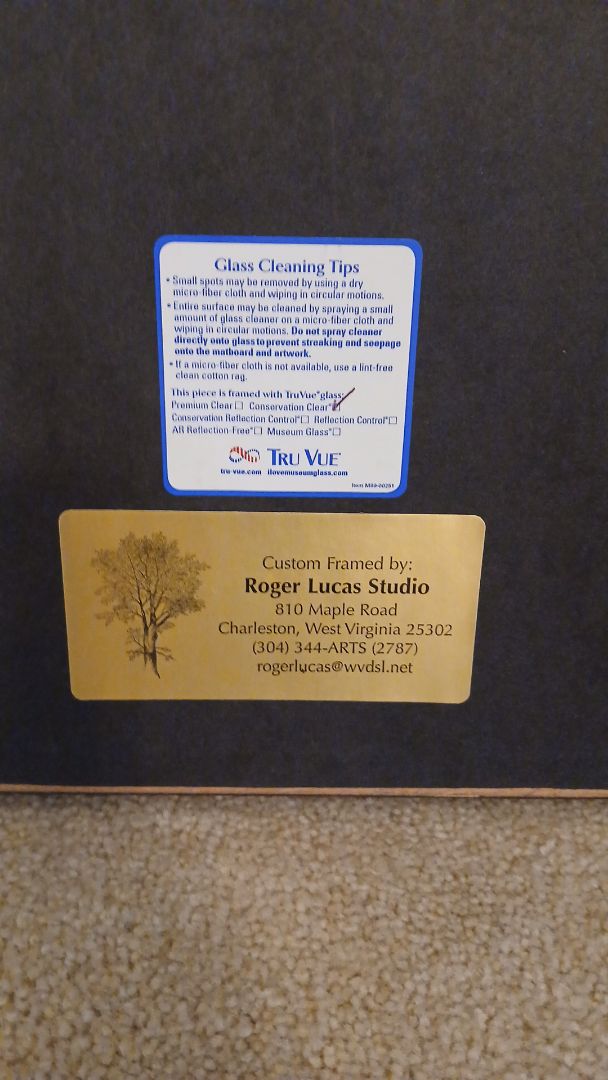 Glass Cleaning Tips
• Small spots may be removed by using a dry
micro-fiber cloth and wiping in circular motions.
• Entire surface may be cleaned by spraying a small
amount of glass cleaner on a micro-fiber cloth and
wiping in circular motions. Do not spray cleaner
directly onto glass to prevent streaking and seepage
onto the matboard and artwork.
• If a micro-fiber cloth is not available, use a lint-free
clean cotton rag.
This piece is framed with TruVue® glass:
Premium Clear ☐ Conservation Clear® ☑
Conservation Reflection Control® ☐ Reflection Control® ☐
AR Reflection-Free® ☐ Museum Glass® ☐
TRU VUE®
tru-vue.com ilovemuseumglass.com
Custom Framed by:
Roger Lucas Studio
810 Maple Road
Charleston, West Virginia 25302
(304) 344-ARTS (2787)
rogerlucas@wvdsl.net